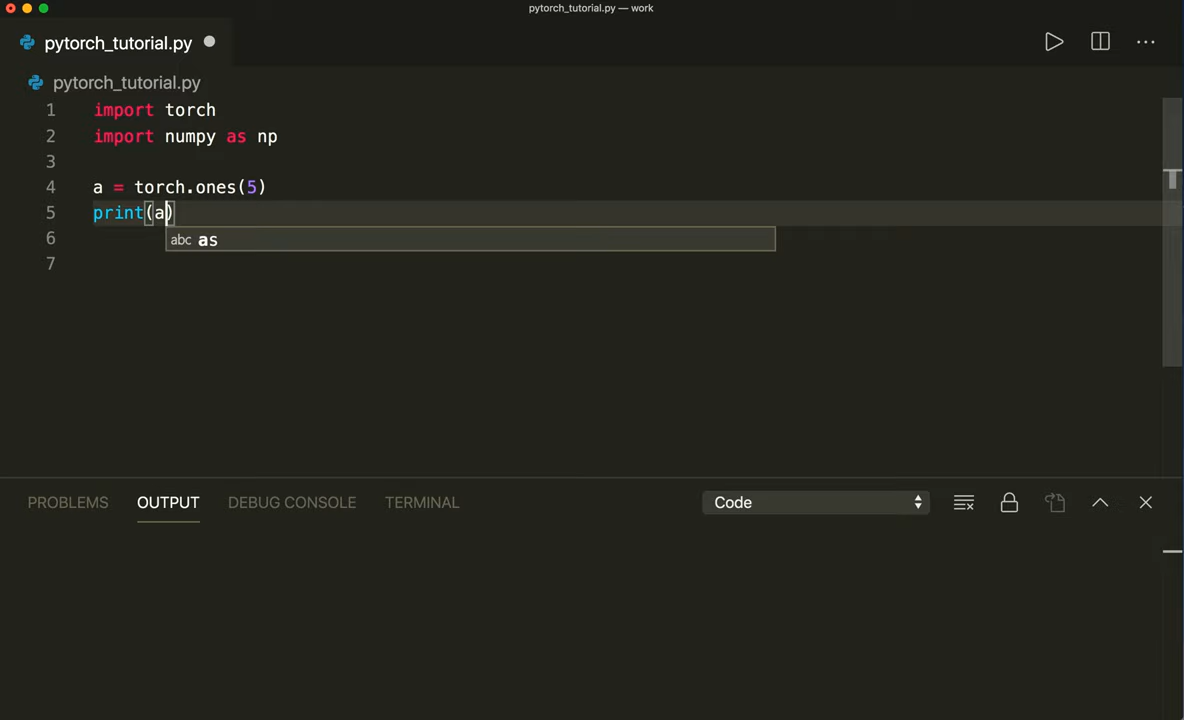 pytorch_tutorial.py — work
pytorch_tutorial.py
pytorch_tutorial.py
1 import torch
2 import numpy as np
3
4 a = torch.ones(5)
5 print(a)
6 abc as
7
PROBLEMS OUTPUT DEBUG CONSOLE TERMINAL Code